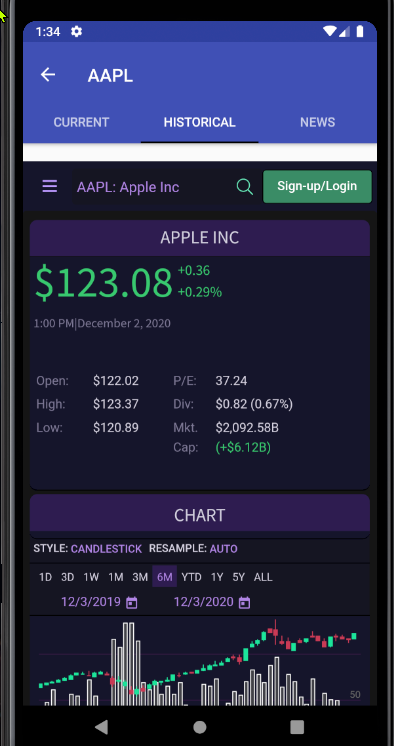 1:34
AAPL
CURRENT HISTORICAL NEWS
AAPL: Apple Inc Sign-up/Login
APPLE INC
$123.08 +0.36
+0.29%
1:00 PM|December 2, 2020
Open: $122.02 P/E: 37.24
High: $123.37 Div: $0.82 (0.67%)
Low: $120.89 Mkt. $2,092.58B
Cap: (+$6.12B)
CHART
STYLE: CANDLESTICK RESAMPLE: AUTO
1D 3D 1W 1M 3M 6M YTD 1Y 5Y ALL
12/3/2019 12/3/2020
50